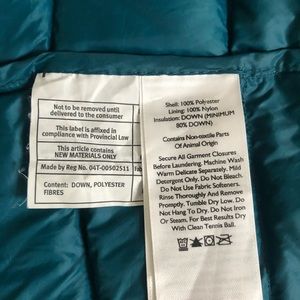 Not to be removed until
delivered to the consumer
This label is affixed in
compliance with Provincial Law
This article contains
NEW MATERIALS ONLY
Made by Reg No. 04T-00502511
Content: DOWN, POLYESTER
FIBRES
Shell: 100% Polyester
Lining: 100% Nylon
Insulation: DOWN (MINIMUM
80% DOWN)
Contains Non-textile Parts
Of Animal Origin
Secure All Garment Closures
Before Laundering. Machine Wash
Warm Delicate Separately. Mild
Detergent Only. Do Not Bleach.
Do Not Use Fabric Softener.
Rinse Thoroughly And Remove
Promptly. Tumble Dry Low. Do
Not Hang To Dry. Do Not Iron
Or Steam. For Best Results Dry
With Clean Tennis Ball.